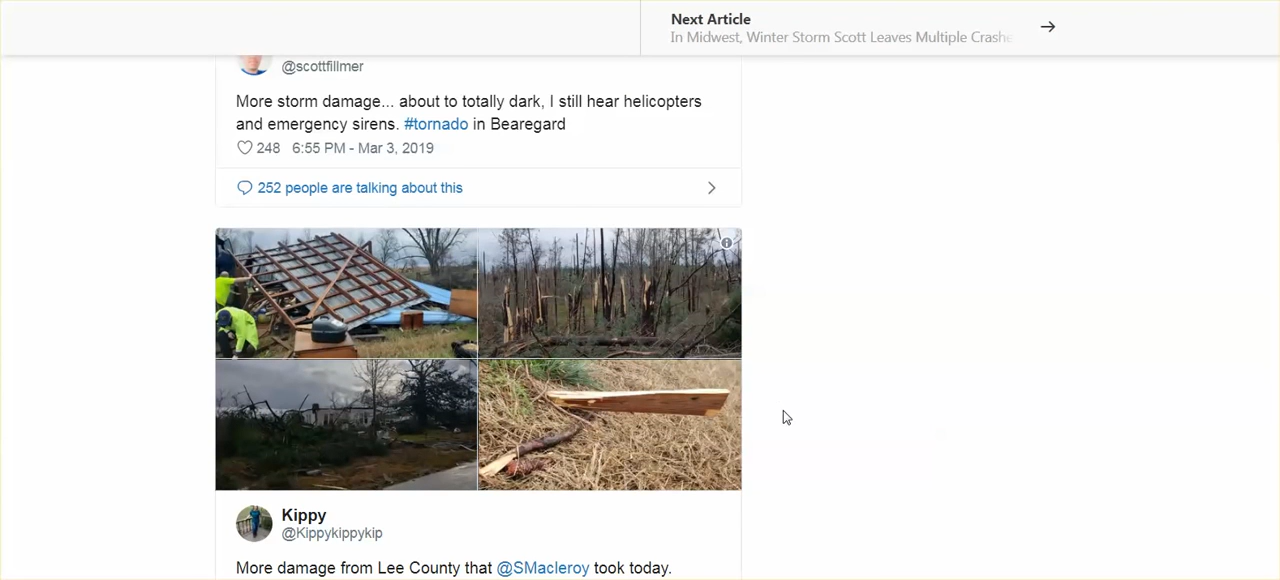 Next Article
In Midwest, Winter Storm Scott Leaves Multiple Crashe
@scottfillmer
More storm damage... about to totally dark, I still hear helicopters
and emergency sirens. #tornado in Bearegard
248 6:55 PM - Mar 3, 2019
252 people are talking about this
Kippy
@Kippykippykip
More damage from Lee County that @SMacleroy took today.